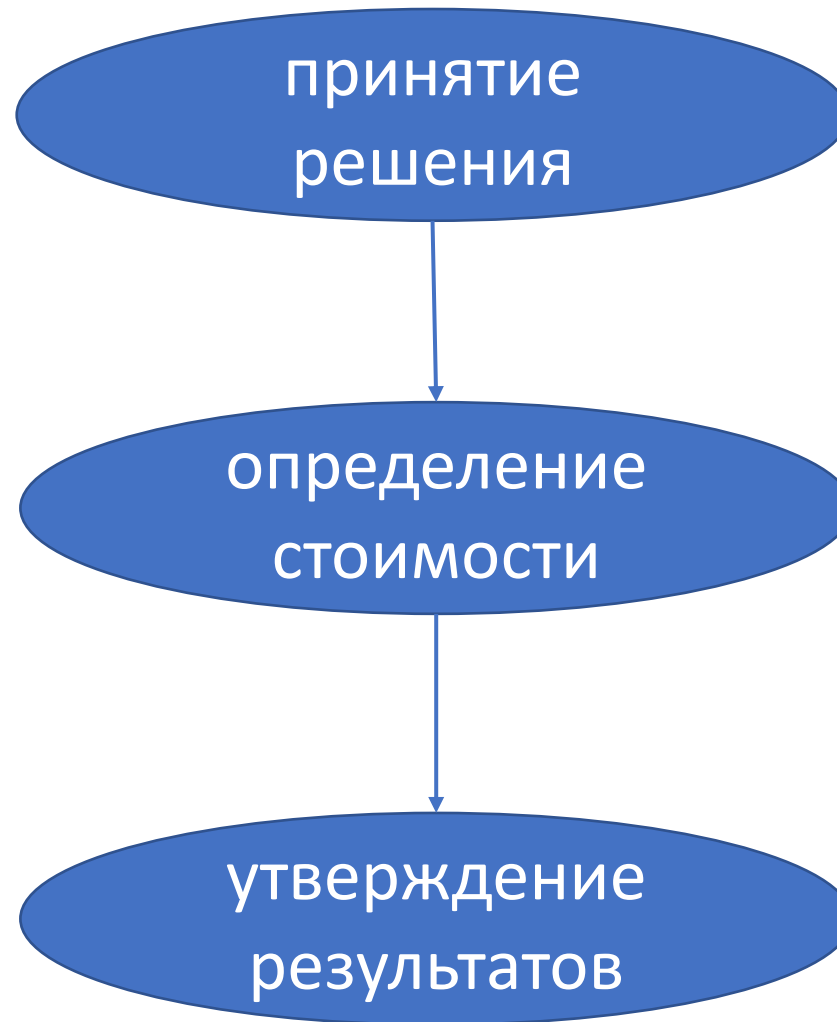 принятие
решения
определение
стоимости
утверждение
результатов